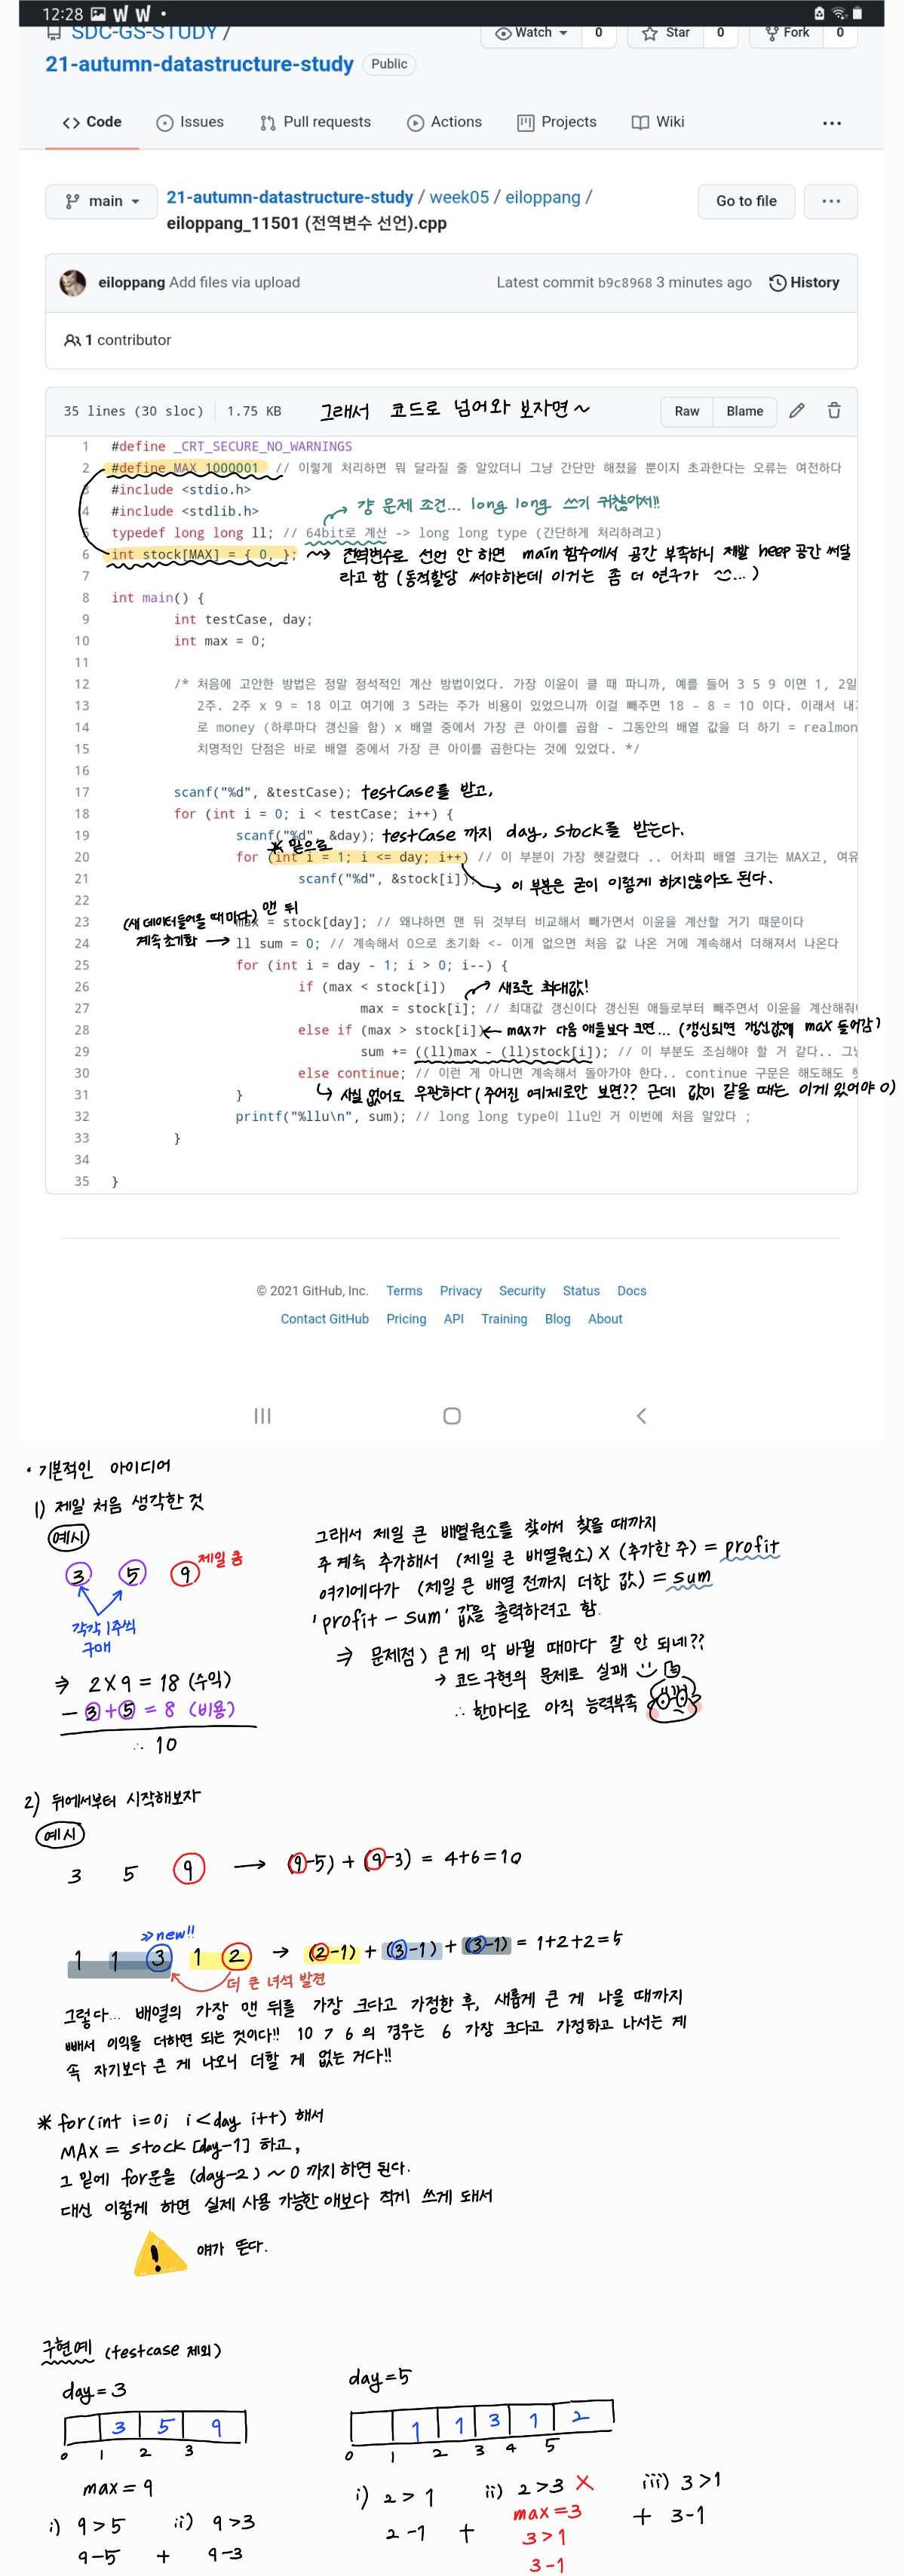 12:28
SDC-GS-STUDY /
Watch 0 Star 0 Fork 0
21-autumn-datastructure-study Public
Code Issues Pull requests Actions Projects Wiki
main
21-autumn-datastructure-study / week05 / eiloppang /
eiloppang_11501 (전역변수 선언).cpp
Go to file
eiloppang Add files via upload
Latest commit b9c8968 3 minutes ago History
1 contributor
35 lines (30 sloc) 1.75 KB
그래서 코드로 넘어와 보자면~
Raw Blame
1 #define _CRT_SECURE_NO_WARNINGS
2 #define MAX 1000001 // 이렇게 처리하면 뭐 달라질 줄 알았더니 그냥 간단만 해졌을 뿐이지 초과한다는 오류는 여전하다
3 #include <stdio.h>
걍 문제 조건... long long 쓰기 귀찮아서!!
4 #include <stdlib.h>
5 typedef long long ll; // 64bit로 계산 -> long long type (간단하게 처리하려고)
6 int stock[MAX] = { 0, };
전역변수로 선언 안 하면 main 함수에서 공간 부족하니 제발 heep 공간 써달
라고 함 (동적할당 써야하는데 이거는 좀 더 연구가 ^^...)
7
8 int main() {
9 int testCase, day;
10 int max = 0;
11
12 /* 처음에 고안한 방법은 정말 정석적인 계산 방법이었다. 가장 이윤이 클 때 파니까, 예를 들어 3 5 9 이면 1, 2일
13 2주. 2주 x 9 = 18 이고 여기에 3 5라는 주가 비용이 있었으니까 이걸 빼주면 18 - 8 = 10 이다. 이래서 내
14 로 money (하루마다 갱신을 함) x 배열 중에서 가장 큰 아이를 곱함 - 그동안의 배열 값을 더 하기 = realmon
15 치명적인 단점은 바로 배열 중에서 가장 큰 아이를 곱한다는 것에 있었다. */
16
17 scanf("%d", &testCase); testCase를 받고,
18 for (int i = 0; i < testCase; i++) {
19 scanf("%d", &day); testCase 까지 day, stock를 받는다.
* 밑으로
20 for (int i = 1; i <= day; i++) // 이 부분이 가장 헷갈렸다 .. 어차피 배열 크기는 MAX고, 여유
21 scanf("%d", &stock[i]);
이 부분은 굳이 이렇게 하지않아도 된다.
22
맨 뒤
23 max = stock[day]; // 왜냐하면 맨 뒤 것부터 비교해서 빼가면서 이윤을 계산할 거기 때문이다
(새 데이터들어올 때마다)
계속 초기화 →
24 ll sum = 0; // 계속해서 0으로 초기화 <- 이게 없으면 처음 값 나온 거에 계속해서 더해져서 나온다
25 for (int i = day - 1; i > 0; i--) {
26 if (max < stock[i]) 새로운 최대값!
27 max = stock[i]; // 최대값 갱신이다 갱신된 애들로부터 빼주면서 이윤을 계산해줘
28 else if (max > stock[i]) ← max가 다음 애들보다 크면... (갱신되면 갱신값에 max 들어감)
29 sum += ((ll)max - (ll)stock[i]); // 이 부분도 조심해야 할 거 같다.. 그냥
30 else continue; // 이런 게 아니면 계속해서 돌아가야 한다.. continue 구문은 해도해도 헷
31 } 사실 없어도 무관하다 (주어진 예제로만 보면?? 근데 값이 같을 때는 이게 있어야 o)
32 printf("%llu\n", sum); // long long type이 llu인 거 이번에 처음 알았다 ;
33 }
34
35 }
© 2021 GitHub, Inc. Terms Privacy Security Status Docs
Contact GitHub Pricing API Training Blog About
• 기본적인 아이디어
1) 제일 처음 생각한 것
예시
3 5 9 제일 큼
각각 1주씩
구매
⇒ 2×9 = 18 (수익)
- 3+5 = 8 (비용)
∴ 10
그래서 제일 큰 배열원소를 찾아서 찾을 때까지
주 계속 추가해서 (제일 큰 배열원소) X (추가한 주) = profit
여기에다가 (제일 큰 배열 전까지 더한 값) = sum
'profit - sum' 값을 출력하려고 함.
⇒ 문제점) 큰게 막 바뀔 때마다 잘 안 되네??
→ 코드 구현의 문제로 실패
∴ 한마디로 아직 능력부족
2) 뒤에서부터 시작해보자
예시
3 5 9 → (9-5) + (9-3) = 4+6=10
≫new!!
1 1 3 1 2 → (2-1) + (3-1) + (3-1) = 1+2+2=5
더 큰 녀석 발견
그렇다... 배열의 가장 맨 뒤를 가장 크다고 가정한 후, 새롭게 큰 게 나올 때까지
빼서 이익을 더하면 되는 것이다!! 10 7 6 의 경우는 6 가장 크다고 가정하고 나서는 계
속 자기보다 큰 게 나오니 더할 게 없는 거다!!
* for(int i=0; i<day i++) 해서
MAX = stock [day-1] 하고,
그 밑에 for문을 (day-2) ~ 0 까지 하면 된다.
대신 이렇게 하면 실제 사용 가능한 애보다 적게 쓰게 돼서
! 얘가 뜬다.
구현예 (testcase 제외)
day = 3
3 5 9
0 1 2 3
max = 9
i) 9 > 5 ii) 9 > 3
9-5 + 9-3
day = 5
1 1 3 1 2
0 1 2 3 4 5
i) 2 > 1 ii) 2 > 3 X iii) 3 > 1
2-1 + max = 3 + 3-1
3 > 1
3-1